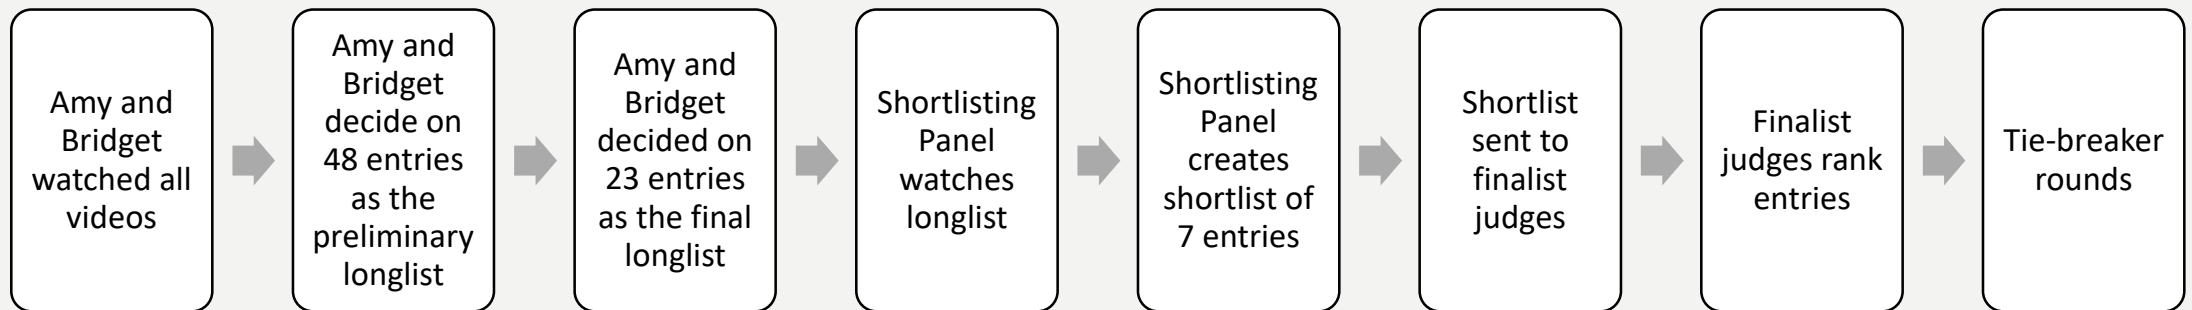 Amy and
Bridget
watched all
videos
Amy and
Bridget
decide on
48 entries
as the
preliminary
longlist
Amy and
Bridget
decided on
23 entries
as the final
longlist
Shortlisting
Panel
watches
longlist
Shortlisting
Panel
creates
shortlist of
7 entries
Shortlist
sent to
finalist
judges
Finalist
judges rank
entries
Tie-breaker
rounds